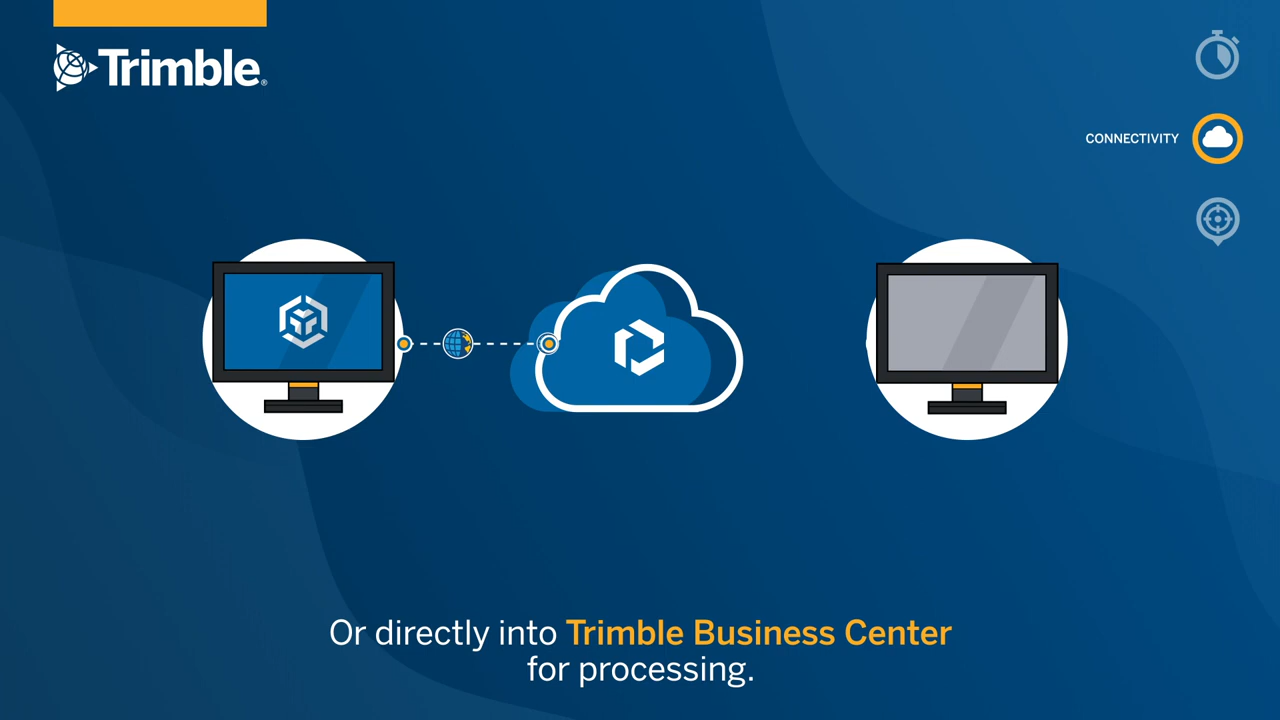 Trimble®
CONNECTIVITY
Or directly into Trimble Business Center
for processing.